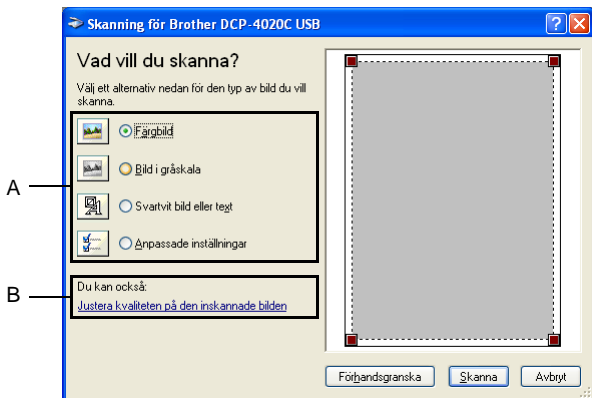 Skanning för Brother DCP-4020C USB
Vad vill du skanna?
Välj ett alternativ nedan för den typ av bild du vill
skanna.
A
Färgbild
Bild i gråskala
Svartvit bild eller text
Anpassade inställningar
B
Du kan också:
Justera kvaliteten på den inskannade bilden
Förhandsgranska
Skanna
Avbryt